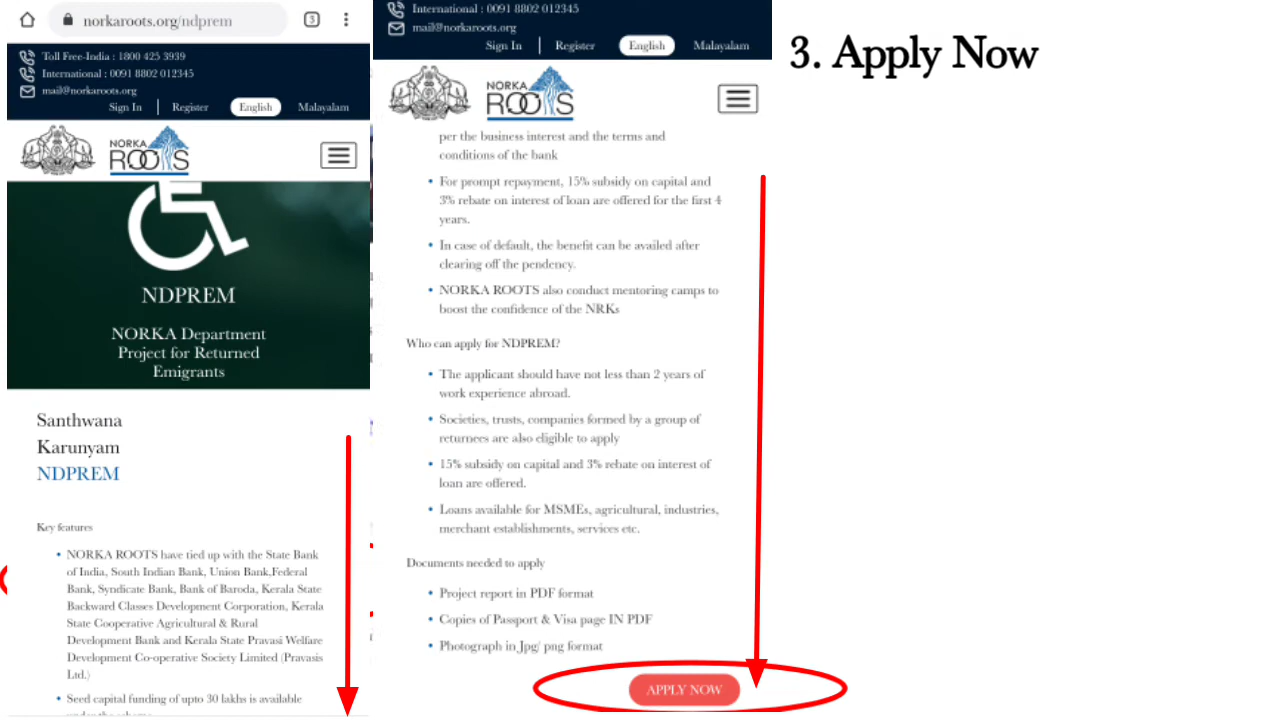 norkaroots.org/ndprem
3
Toll Free-India : 1800 425 3939
International : 0091 8802 012345
mail@norkaroots.org
Sign In
Register
English
Malayalam
NORKA
ROOTS
NDPREM
NORKA Department
Project for Returned
Emigrants
Santhwana
Karunyam
NDPREM
Key features
• NORKA ROOTS have tied up with the State Bank
of India, South Indian Bank, Union Bank,Federal
Bank, Syndicate Bank, Bank of Baroda, Kerala State
Backward Classes Development Corporation, Kerala
State Cooperative Agricultural & Rural
Development Bank and Kerala State Pravasi Welfare
Development Co-operative Society Limited (Pravasis
Ltd.)
• Seed capital funding of upto 30 lakhs is available
under the scheme
International : 0091 8802 012345
mail@norkaroots.org
Sign In
Register
English
Malayalam
NORKA
ROOTS
per the business interest and the terms and
conditions of the bank
• For prompt repayment, 15% subsidy on capital and
3% rebate on interest of loan are offered for the first 4
years.
• In case of default, the benefit can be availed after
clearing off the pendency.
• NORKA ROOTS also conduct mentoring camps to
boost the confidence of the NRKs
Who can apply for NDPREM?
• The applicant should have not less than 2 years of
work experience abroad.
• Societies, trusts, companies formed by a group of
returnees are also eligible to apply
• 15% subsidy on capital and 3% rebate on interest of
loan are offered.
• Loans available for MSMEs, agricultural, industries,
merchant establishments, services etc.
Documents needed to apply
• Project report in PDF format
• Copies of Passport & Visa page IN PDF
• Photograph in Jpg/ png format
APPLY NOW
3. Apply Now